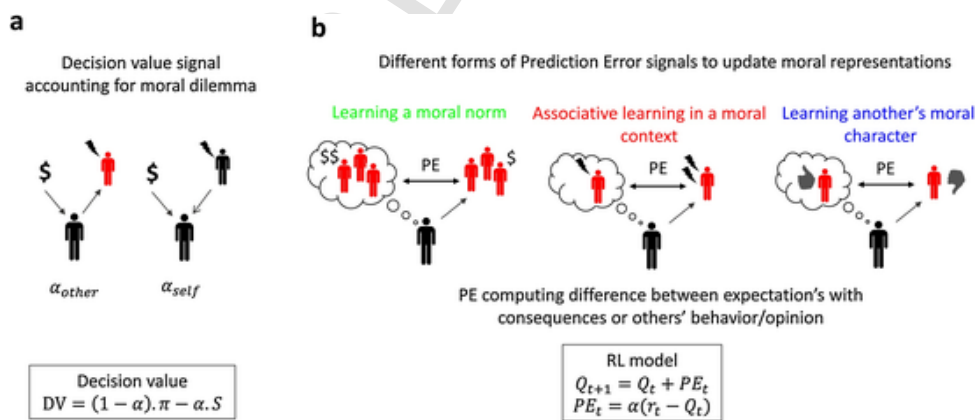 a
Decision value signal
accounting for moral dilemma
$
$
α_other
α_self
Decision value
DV = (1 − α).π − α.S
b
Different forms of Prediction Error signals to update moral representations
Learning a moral norm
Associative learning in a moral
context
Learning another's moral
character
$$
PE
$
PE
PE
PE computing difference between expectation's with
consequences or others' behavior/opinion
RL model
Q_{t+1} = Q_t + PE_t
PE_t = α(r_t − Q_t)